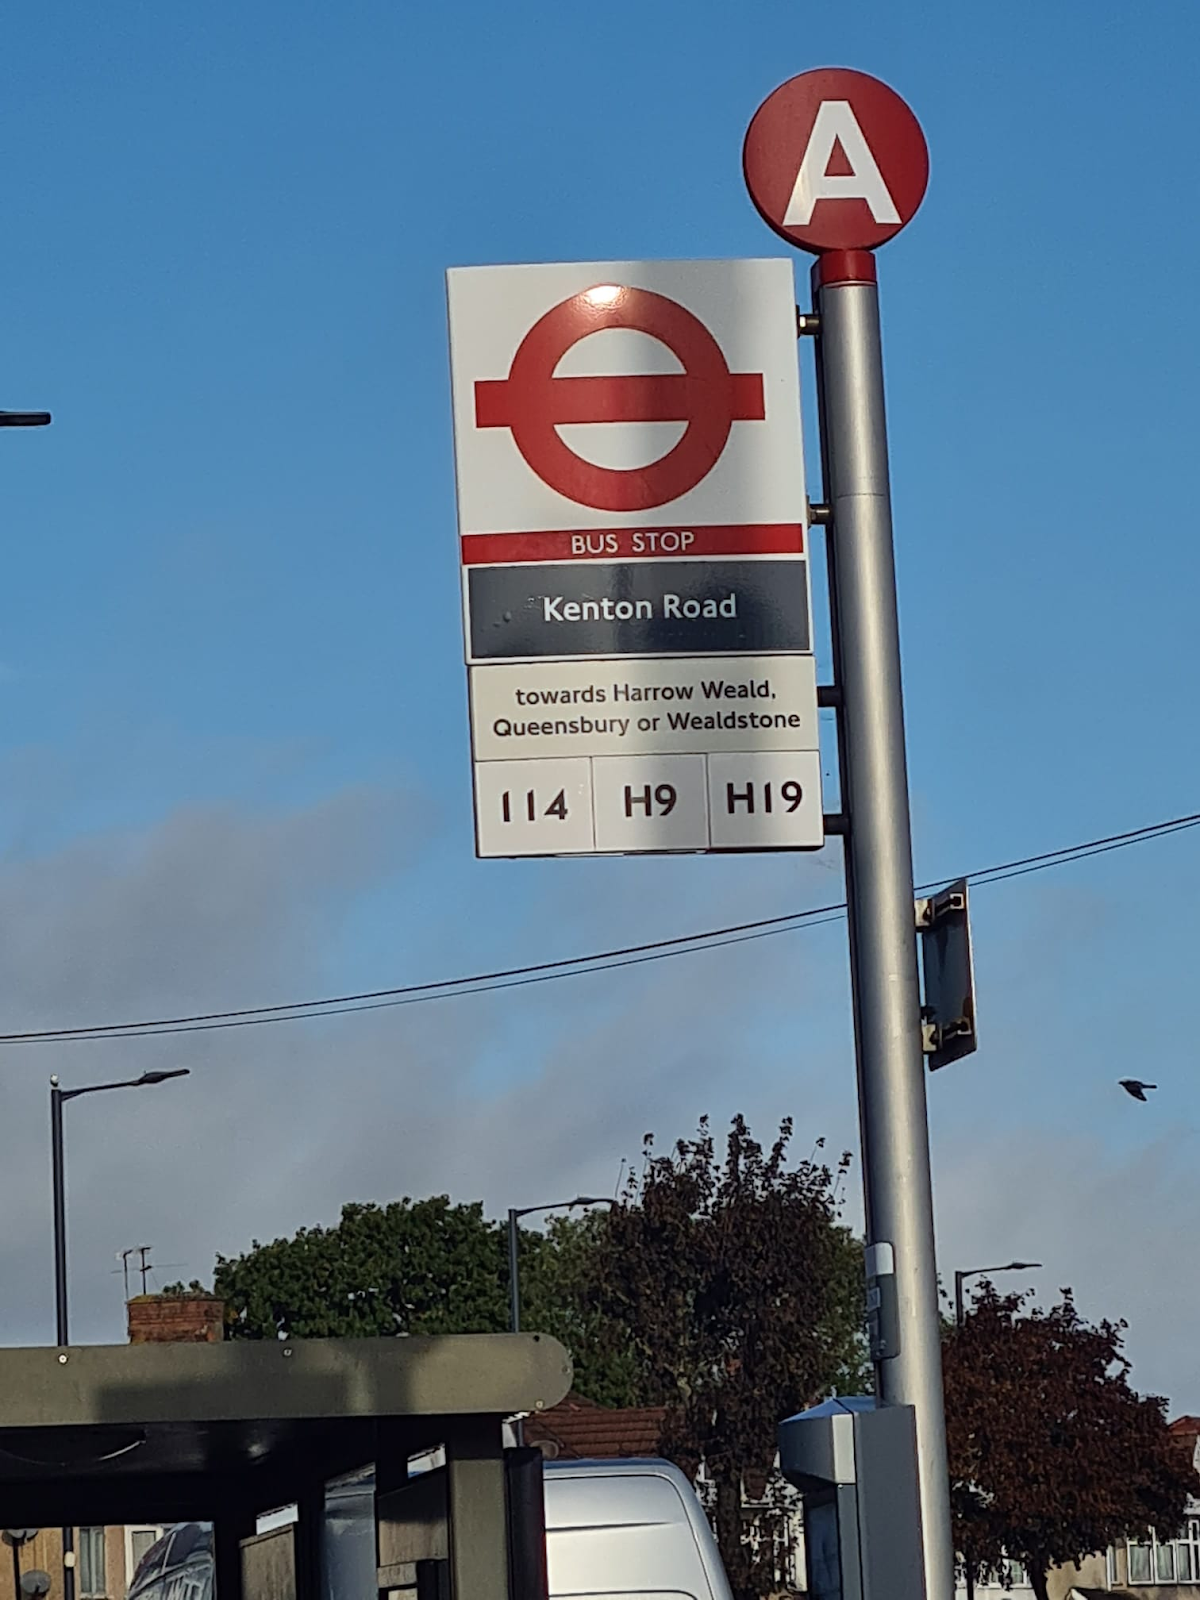 A
BUS STOP
Kenton Road
towards Harrow Weald,
Queensbury or Wealdstone
114 H9 H19